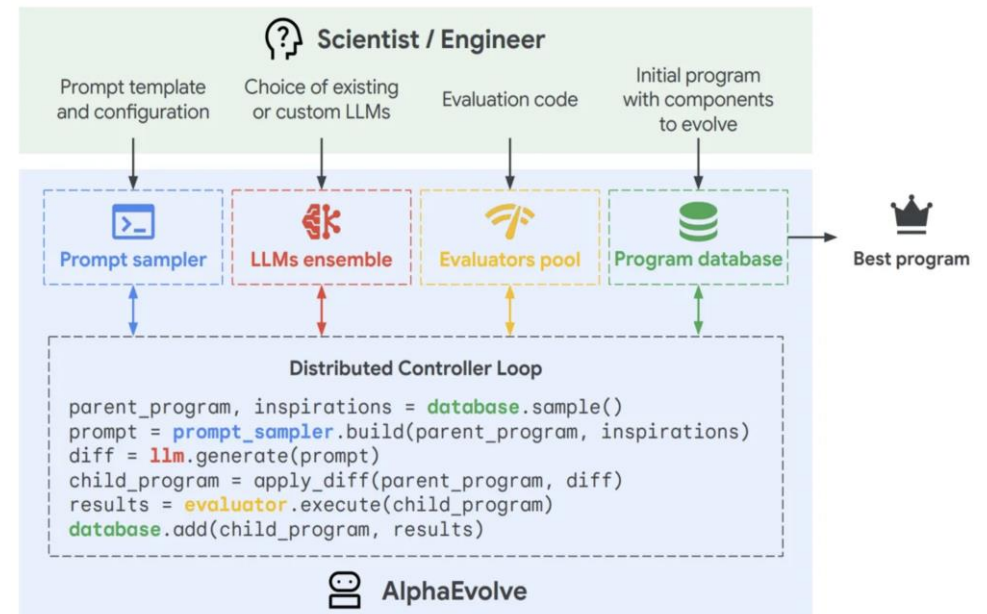 Scientist / Engineer
Prompt template
and configuration
Choice of existing
or custom LLMs
Evaluation code
Initial program
with components
to evolve
Prompt sampler
LLMs ensemble
Evaluators pool
Program database
Best program
Distributed Controller Loop
parent_program, inspirations = database.sample()
prompt = prompt_sampler.build(parent_program, inspirations)
diff = llm.generate(prompt)
child_program = apply_diff(parent_program, diff)
results = evaluator.execute(child_program)
database.add(child_program, results)
AlphaEvolve